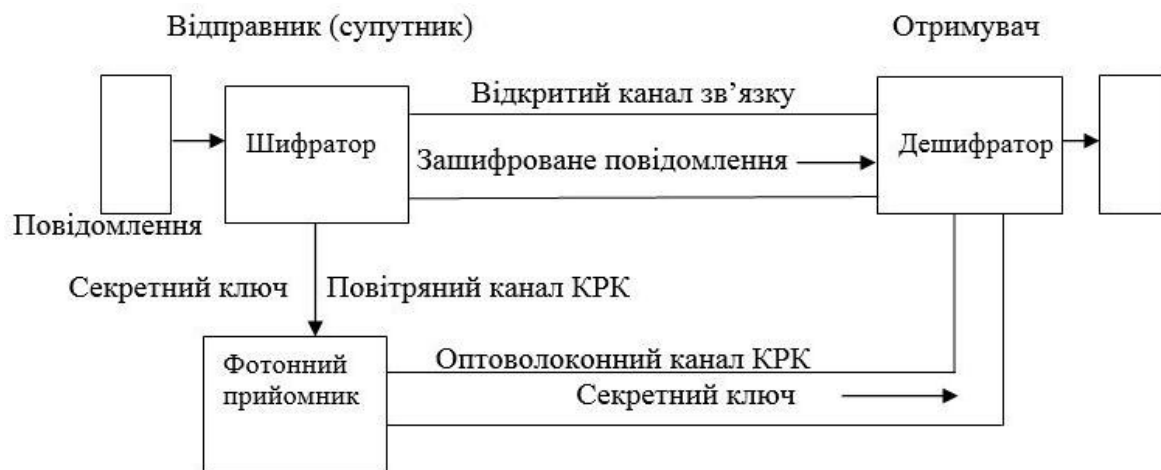 Відправник (супутник)
Отримувач
Відкритий канал зв’язку
Шифратор
Дешифратор
Зашифроване повідомлення
Повідомлення
Секретний ключ
Повітряний канал КРК
Фотонний
прийомник
Оптоволоконний канал КРК
Секретний ключ